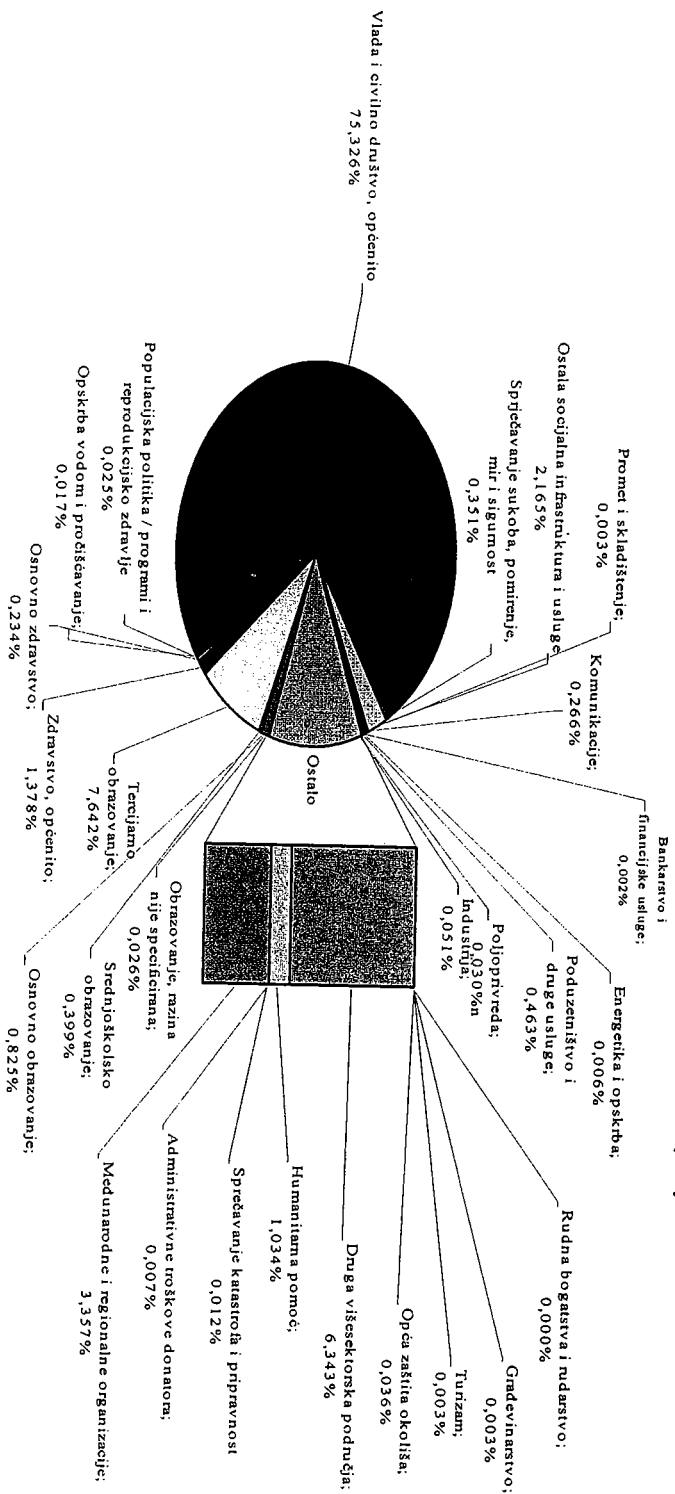 Vlada i civilno društvo, općenito
75,326%
Promet i skladištenje;
0,003%
Ostala socijalna infrastruktura i usluge
2,165%
Sprječavanje sukoba, pomirenje,
mir i sigurnost
0,351%
Komunikacije;
0,266%
Bankarstvo i
financijske usluge;
0,002%
Energetika i opskrba;
0,006%
Poduzetništvo i
druge usluge;
0,463%
Poljoprivreda;
0,030%n
Industrija;
0,051%
Rudna bogatstva i rudarstvo;
0,000%
Građevinarstvo;
0,003%
Turizam;
0,003%
Opća zaštita okoliša;
0,036%
Druga višesektorska područja;
6,343%
Humanitarna pomoć;
1,034%
Sprečavanje katastrofa i pripravnost
0,012%
Administrativne troškove donatora;
0,007%
Međunarodne i regionalne organizacije;
3,357%
Ostalo
Obrazovanje, razina
nije specificirana;
0,026%
Srednjoškolsko
obrazovanje;
0,399%
Osnovno obrazovanje;
0,825%
Tercijarno
obrazovanje;
7,642%
Zdravstvo, općenito;
1,378%
Osnovno zdravstvo;
0,234%
Opskrba vodom i pročišćavanje;
0,017%
Populacijska politika / programi i
reprodukcijsko zdravlje
0,025%